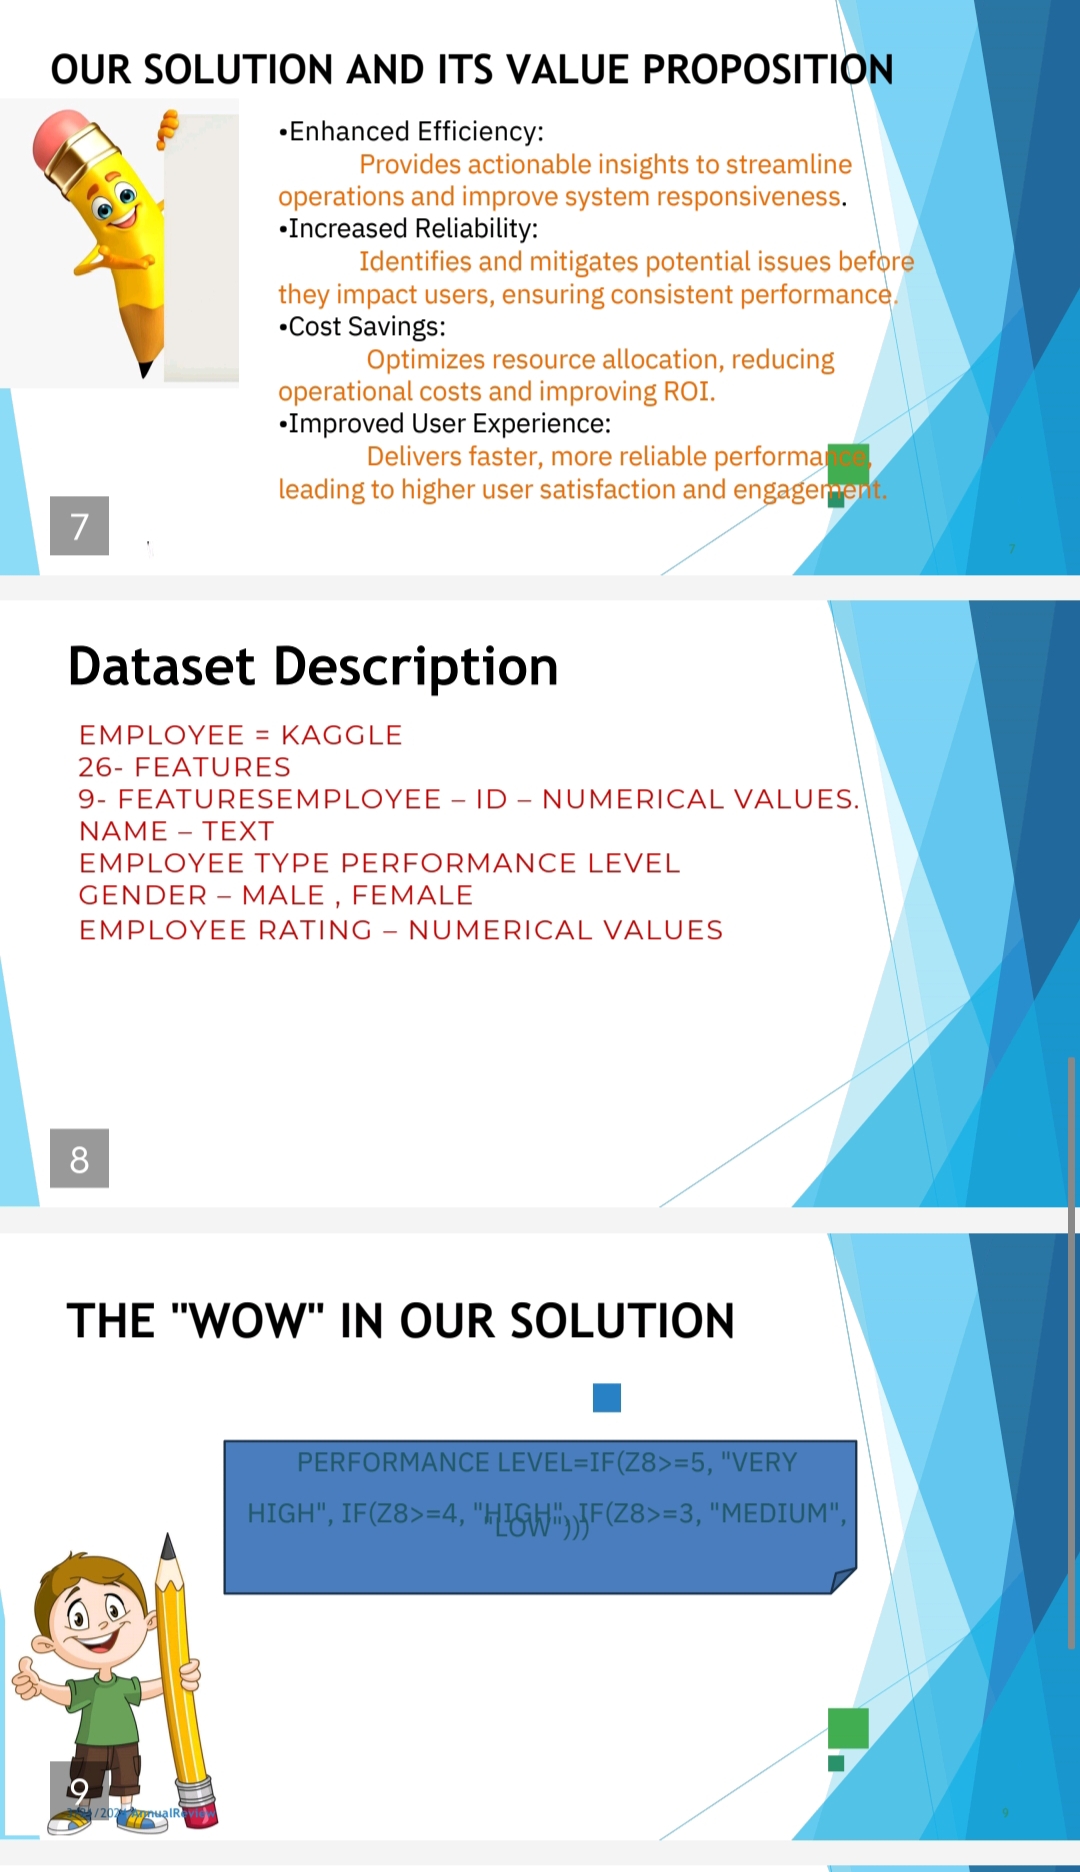 OUR SOLUTION AND ITS VALUE PROPOSITION
•Enhanced Efficiency:
Provides actionable insights to streamline
operations and improve system responsiveness.
•Increased Reliability:
Identifies and mitigates potential issues before
they impact users, ensuring consistent performance.
•Cost Savings:
Optimizes resource allocation, reducing
operational costs and improving ROI.
•Improved User Experience:
Delivers faster, more reliable performance,
leading to higher user satisfaction and engagement.
7
7
Dataset Description
EMPLOYEE = KAGGLE
26- FEATURES
9- FEATURESEMPLOYEE – ID – NUMERICAL VALUES.
NAME – TEXT
EMPLOYEE TYPE PERFORMANCE LEVEL
GENDER – MALE , FEMALE
EMPLOYEE RATING – NUMERICAL VALUES
8
THE "WOW" IN OUR SOLUTION
PERFORMANCE LEVEL=IF(Z8>=5, "VERY
HIGH", IF(Z8>=4, "HIGH", IF(Z8>=3, "MEDIUM",
"LOW")))
9
AnnualReview
9